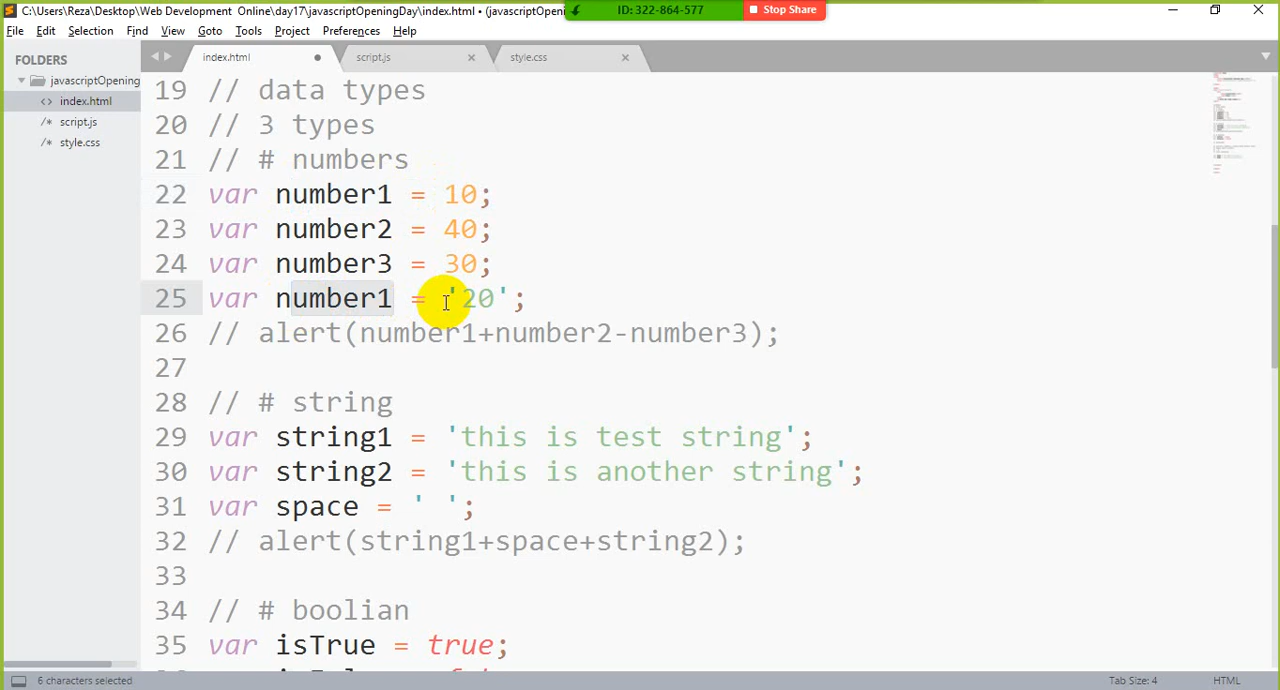 C:\Users\Reza\Desktop\Web Development Online\day17\javascriptOpeningDay\index.html • (javascriptOpenin
ID: 322-864-577
Stop Share
File Edit Selection Find View Goto Tools Project Preferences Help
FOLDERS
javascriptOpening
index.html
script.js
style.css
index.html script.js style.css
19 // data types
20 // 3 types
21 // # numbers
22 var number1 = 10;
23 var number2 = 40;
24 var number3 = 30;
25 var number1 = '20';
26 // alert(number1+number2-number3);
27
28 // # string
29 var string1 = 'this is test string';
30 var string2 = 'this is another string';
31 var space = ' ';
32 // alert(string1+space+string2);
33
34 // # boolian
35 var isTrue = true;
6 characters selected
Tab Size: 4
HTML